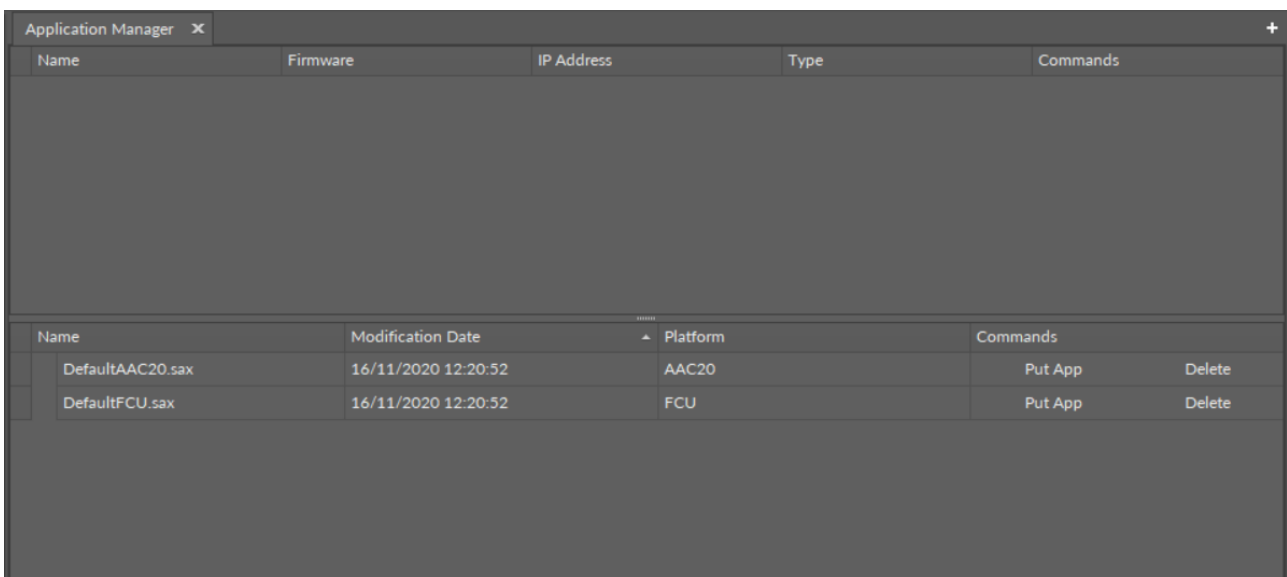 Application Manager
Name Firmware IP Address Type Commands
Name Modification Date Platform Commands
DefaultAAC20.sax 16/11/2020 12:20:52 AAC20 Put App Delete
DefaultFCU.sax 16/11/2020 12:20:52 FCU Put App Delete